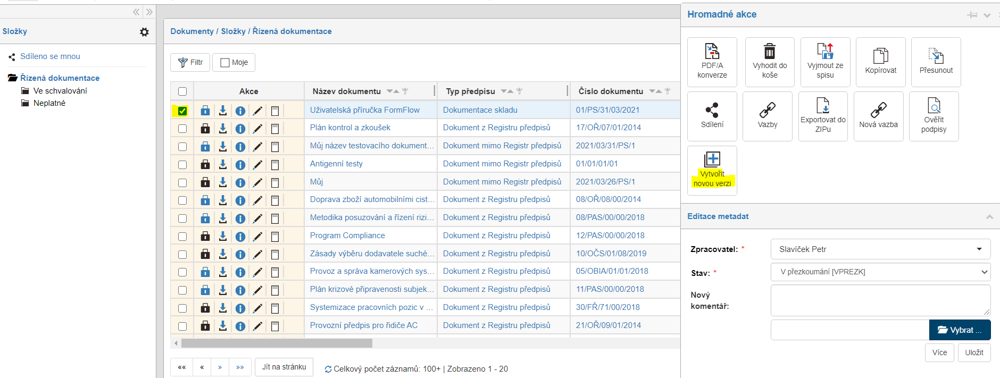 Složky
Sdíleno se mnou
Řízená dokumentace
Ve schvalování
Neplatné
Dokumenty / Složky / Řízená dokumentace
Filtr
Moje
Akce Název dokumentu Typ předpisu Číslo dokumentu
Uživatelská příručka FormFlow Dokumentace skladu 01/PS/31/03/2021
Plán kontrol a zkoušek Dokument z Registru předpisů 17/OŘ/07/01/2014
Můj název testovacího dokument... Dokument mimo Registr předpisů 2021/03/31/PS/1
Antigenní testy Dokument mimo Registr předpisů 01/01/01/01
Můj Dokument mimo Registr předpisů 2021/03/26/PS/1
Doprava zboží automobilními cist... Dokument z Registru předpisů 08/OŘ/08/00/2014
Metodika posuzování a řízení rizi... Dokument z Registru předpisů 08/PAS/00/00/2018
Program Compliance Dokument z Registru předpisů 12/PAS/00/00/2018
Zásady výběru dodavatele suché... Dokument z Registru předpisů 10/OČS/01/08/2019
Provoz a správa kamerových sys... Dokument z Registru předpisů 05/OBIA/01/01/2018
Plán krizové připravenosti subjek... Dokument z Registru předpisů 11/PAS/00/00/2018
Systemizace pracovních pozic v ... Dokument z Registru předpisů 30/FŘ/71/00/2018
Provozní předpis pro řidiče AC Dokument z Registru předpisů 21/OŘ/09/01/2014
«« « » »» Jít na stránku Celkový počet záznamů: 100+ | Zobrazeno 1 - 20
Hromadné akce
PDF/A
konverze
Vyhodit do
koše
Vyjmout ze
spisu
Kopírovat
Přesunout
Sdílení
Vazby
Exportovat do
ZIPu
Nová vazba
Ověřit
podpisy
Vytvořit
novou verzi
Editace metadat
Zpracovatel: * Slavíček Petr
Stav: * V přezkoumání [VPREZK]
Nový
komentář:
Vybrat ...
Více Uložit